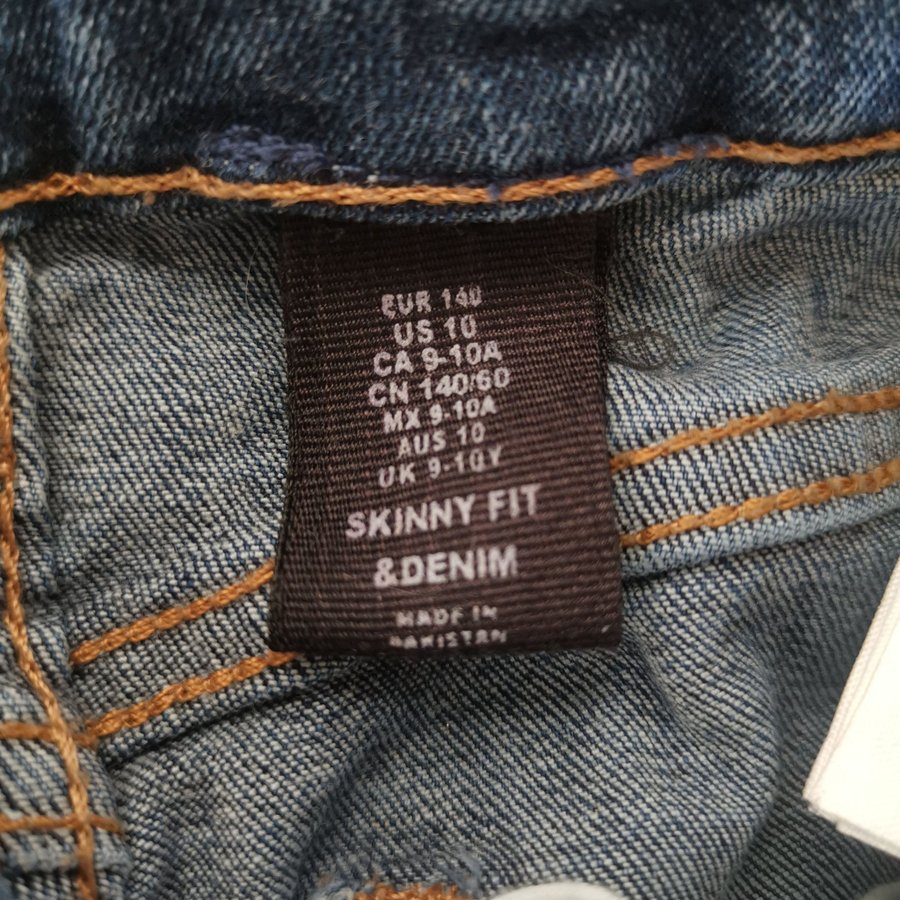 EUR 140
US 10
CA 9-10A
CN 140/60
MX 9-10A
AUS 10
UK 9-10Y
SKINNY FIT
&DENIM
MADE IN
PAKISTAN